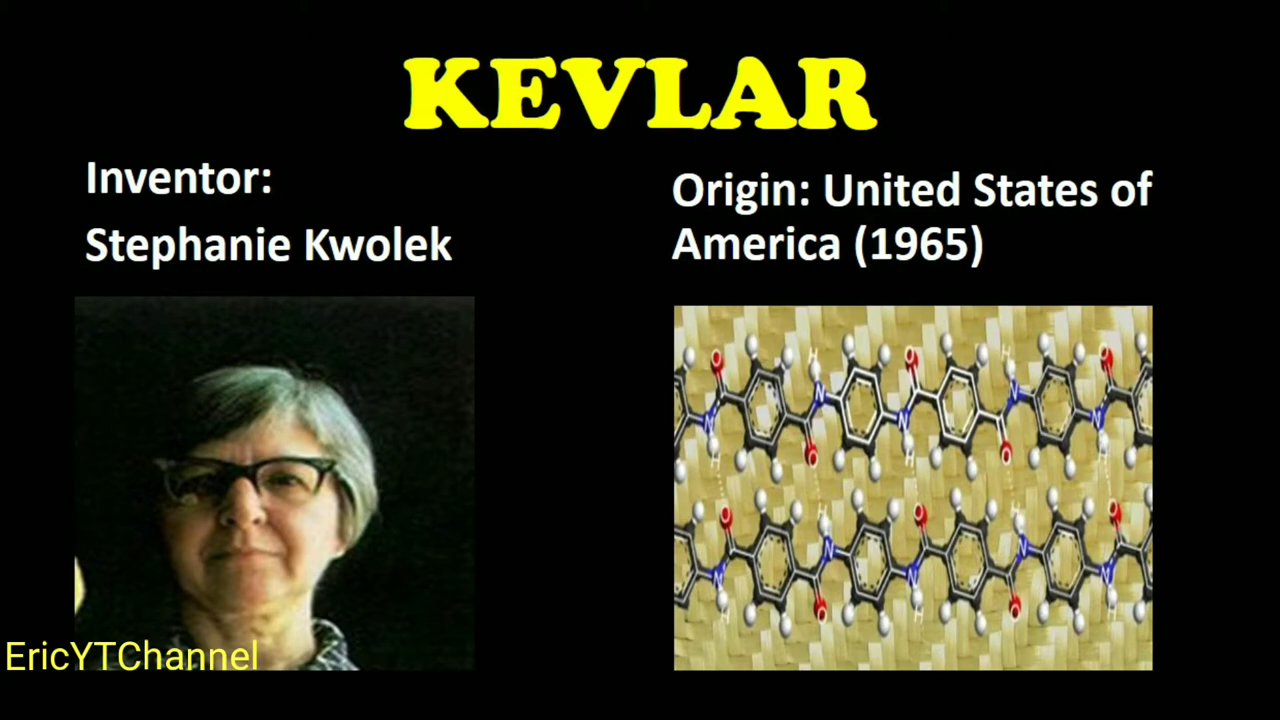 KEVLAR
Inventor:
Stephanie Kwolek
Origin: United States of
America (1965)
EricYTChannel